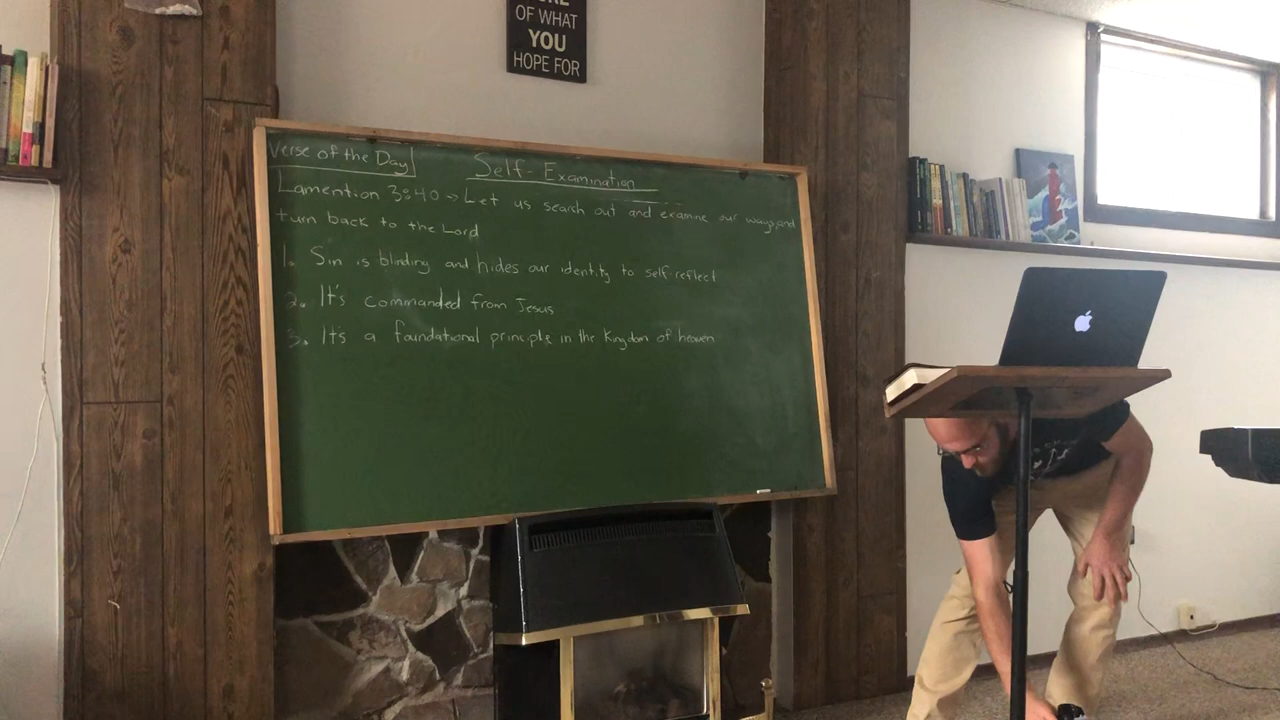 OF WHAT
YOU
HOPE FOR
Verse of the Day
Self-Examination
Lamention 3:40 -> Let us search out and examine our ways, and
turn back to the Lord
1. Sin is blinding and hides our identity to self-reflect
2. It's commanded from Jesus
3. It's a foundational principle in the kingdom of heaven